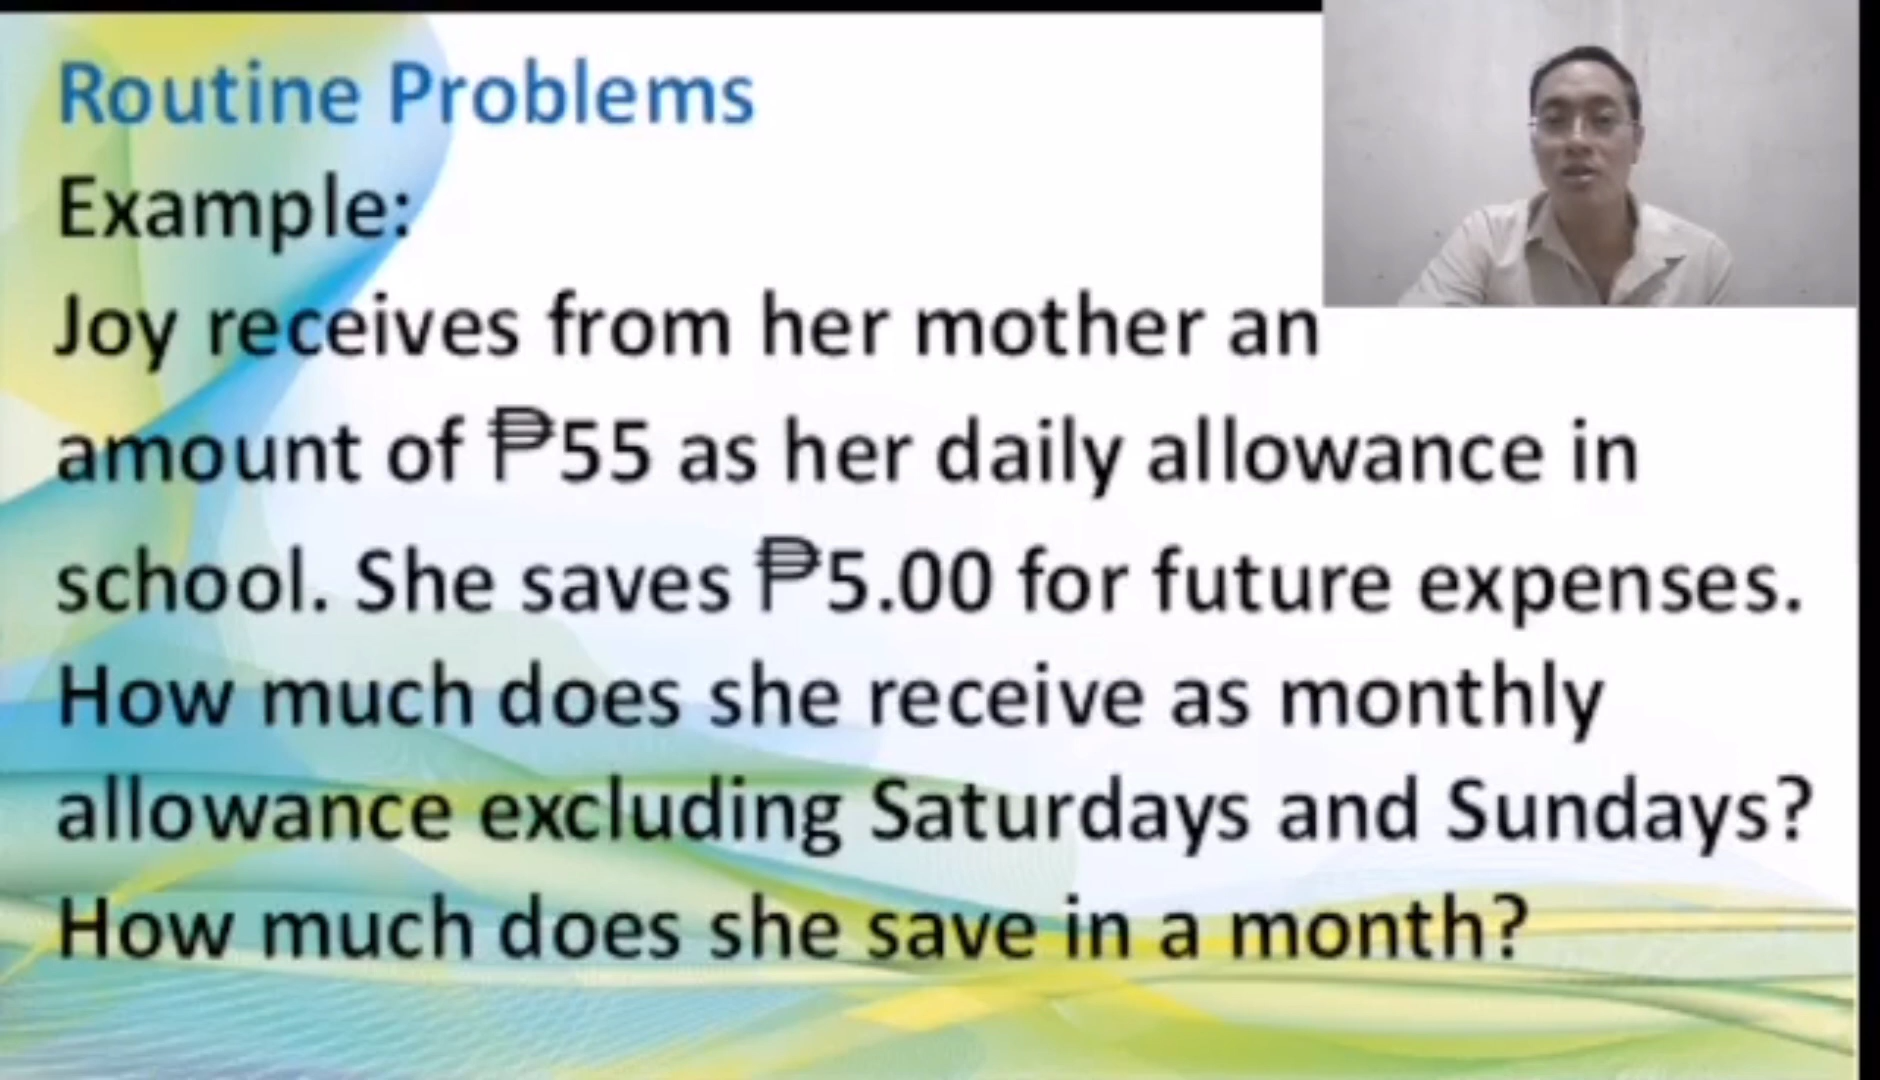 Routine Problems
Example:
Joy receives from her mother an
amount of ₱55 as her daily allowance in
school. She saves ₱5.00 for future expenses.
How much does she receive as monthly
allowance excluding Saturdays and Sundays?
How much does she save in a month?